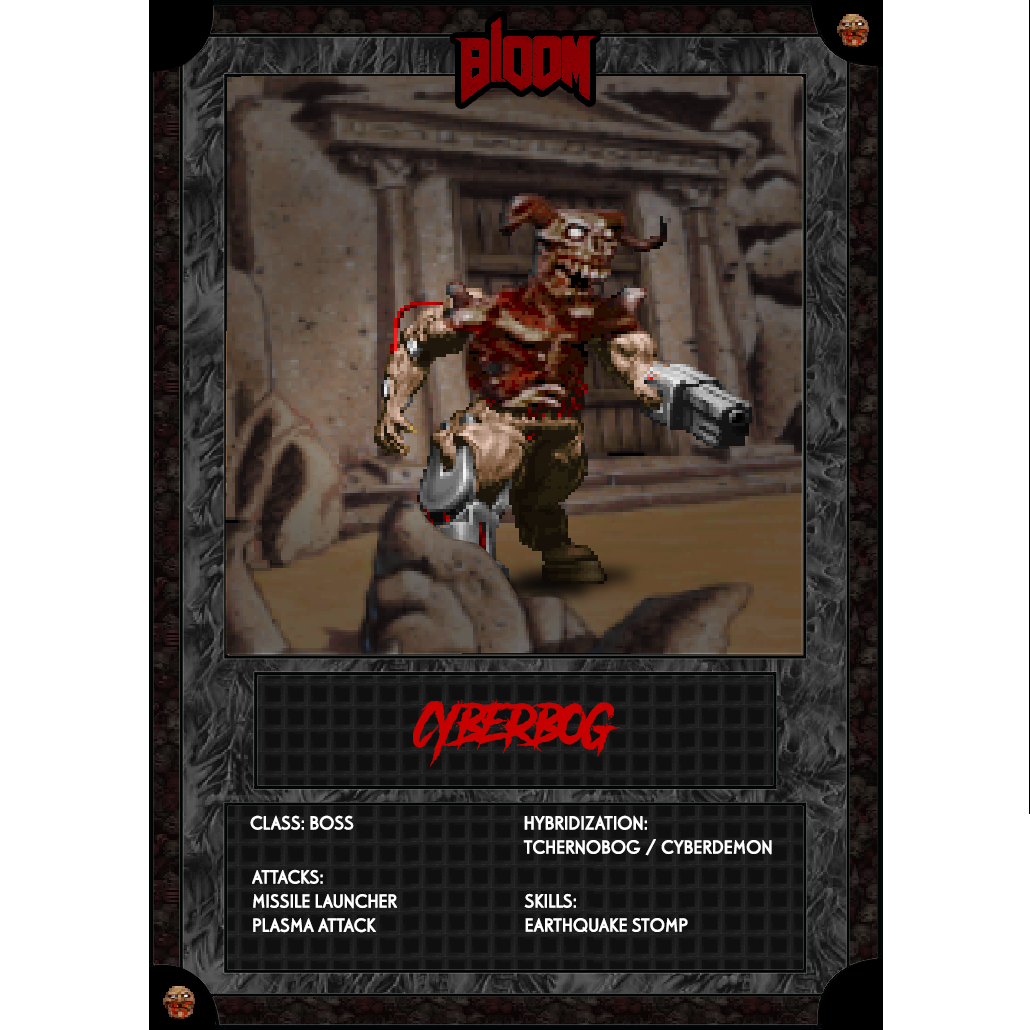 BLOOM
CYBERBOG
CLASS: BOSS
HYBRIDIZATION:
TCHERNOBOG / CYBERDEMON
ATTACKS:
MISSILE LAUNCHER
PLASMA ATTACK
SKILLS:
EARTHQUAKE STOMP